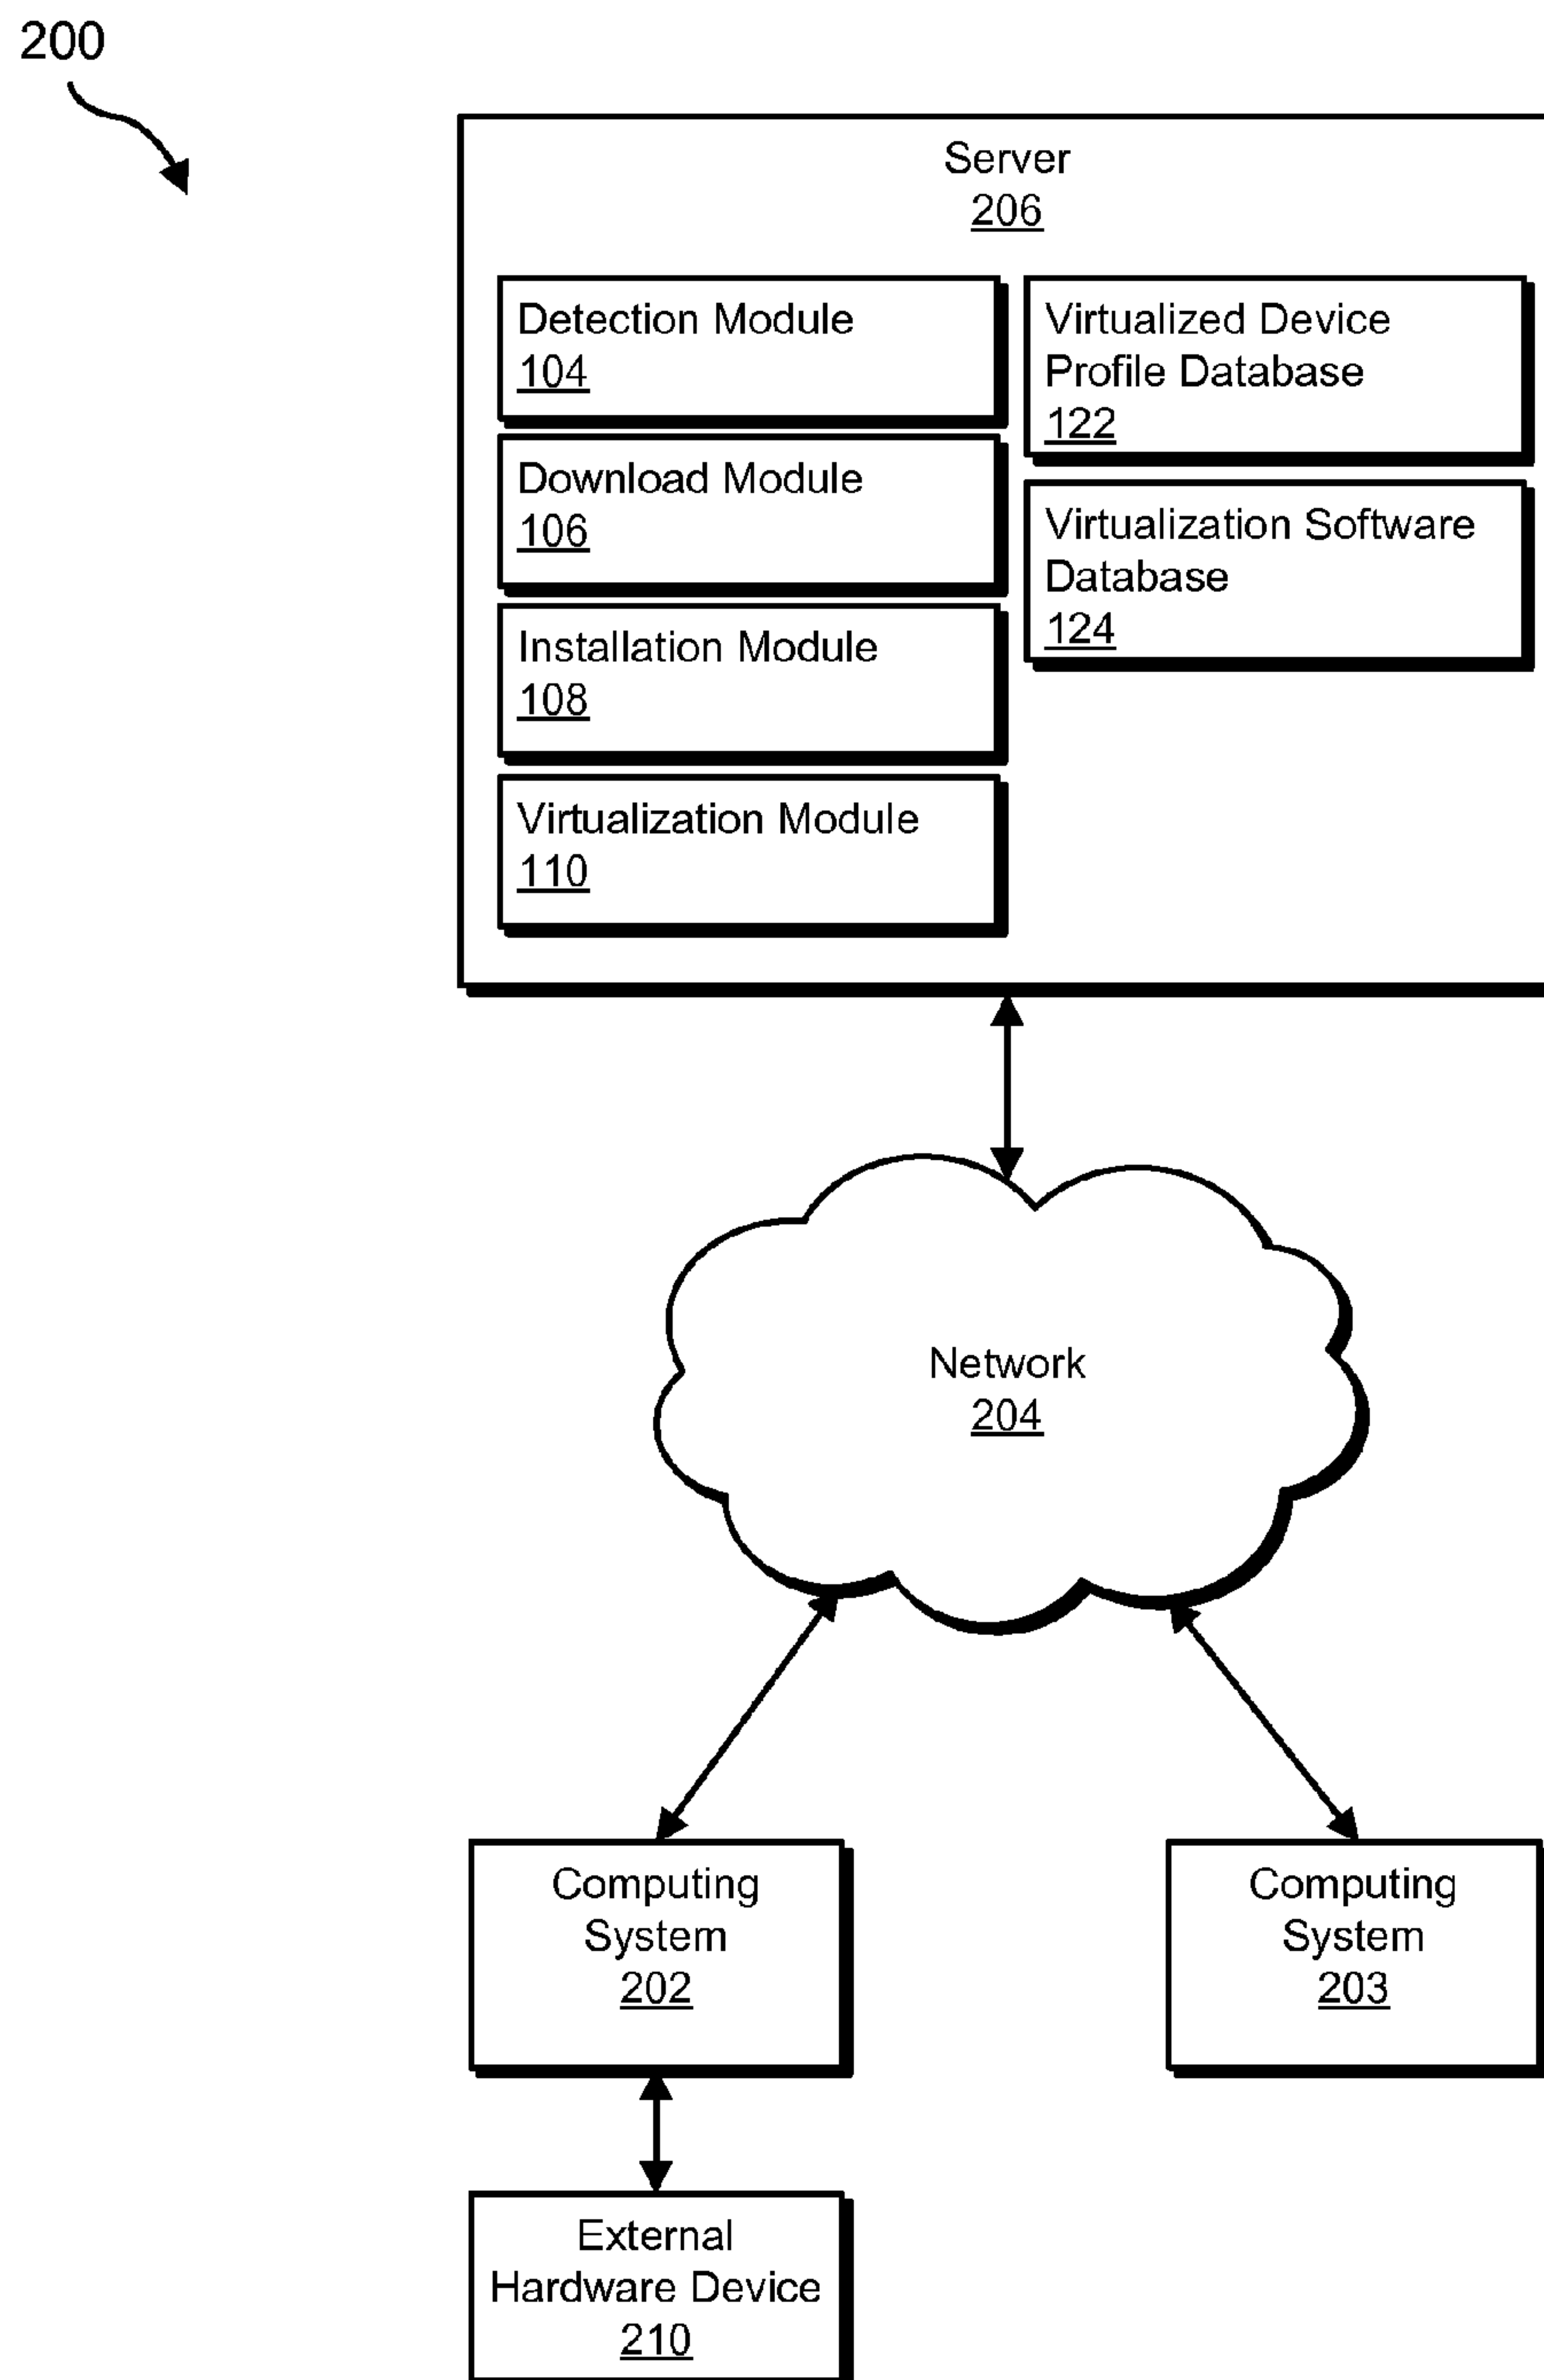 200
Server
206
Detection Module
104
Download Module
106
Installation Module
108
Virtualization Module
110
Virtualized Device
Profile Database
122
Virtualization Software
Database
124
Network
204
Computing
System
202
Computing
System
203
External
Hardware Device
210